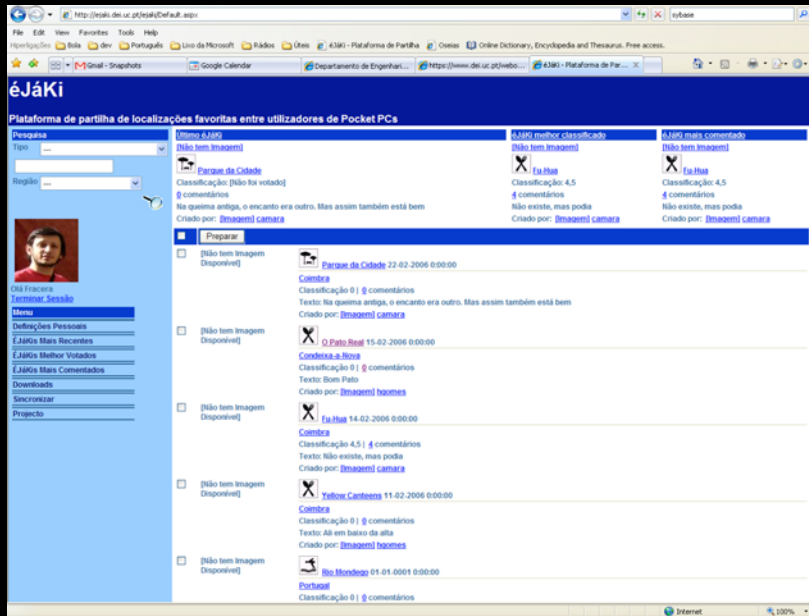 http://ejaki.dei.uc.pt/ejaki/Default.aspx
sybase
File Edit View Favorites Tools Help
Hiperligações Bola dev Português Livo da Microsoft Rádios Úteis éJáKi - Plataforma de Partilha Oseias Online Dictionary, Encyclopedia and Thesaurus. Free access.
Gmail - Snapshots Google Calendar Departamento de Engenhari... https://www.dei.uc.pt/webo... éJáKi - Plataforma de Par...
éJáKi
Plataforma de partilha de localizações favoritas entre utilizadores de Pocket PCs
Pesquisa
Tipo ---
Região ---
Olá Fracera
Terminar Sessão
Menu
Definições Pessoais
ÉJáKis Mais Recentes
ÉJáKis Melhor Votados
ÉJáKis Mais Comentados
Downloads
Sincronizar
Projecto
Último éJáKi
[Não tem Imagem]
Parque da Cidade
Classificação: [Não foi votado]
0 comentários
Na queima antiga, o encanto era outro. Mas assim também está bem
Criado por: [Imagem] camara
éJáKi melhor classificado
[Não tem Imagem]
Fu-Hua
Classificação: 4,5
4 comentários
Não existe, mas podia
Criado por: [Imagem] camara
éJáKi mais comentado
[Não tem Imagem]
Fu-Hua
Classificação: 4,5
4 comentários
Não existe, mas podia
Criado por: [Imagem] camara
Preparar
[Não tem Imagem
Disponível]
Parque da Cidade 22-02-2006 0:00:00
Coimbra
Classificação 0 | 0 comentários
Texto: Na queima antiga, o encanto era outro. Mas assim também está bem
Criado por: [Imagem] camara
[Não tem Imagem
Disponível]
O Pato Real 15-02-2006 0:00:00
Condeixa-a-Nova
Classificação 0 | 0 comentários
Texto: Bom Pato
Criado por: [Imagem] hgomes
[Não tem Imagem
Disponível]
Fu-Hua 14-02-2006 0:00:00
Coimbra
Classificação 4,5 | 4 comentários
Texto: Não existe, mas podia
Criado por: [Imagem] camara
[Não tem Imagem
Disponível]
Yellow Canteens 11-02-2006 0:00:00
Coimbra
Classificação 0 | 0 comentários
Texto: Ali em baixo da alta
Criado por: [Imagem] hgomes
[Não tem Imagem
Disponível]
Rio Mondego 01-01-0001 0:00:00
Portugal
Classificação 0 | 0 comentários
Internet 100%